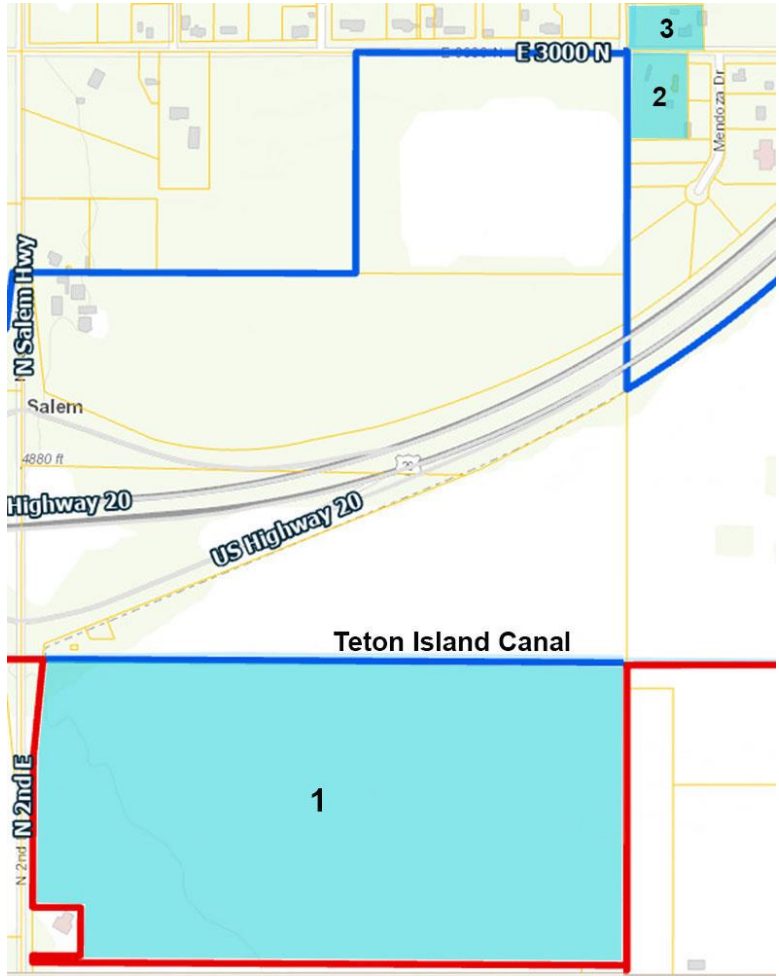 3
E 3000 N
2
Mendoza Dr
N Salem Hwy
Salem
4880 ft
20
Highway 20
US Highway 20
Teton Island Canal
N 2nd E
N 2nd
1